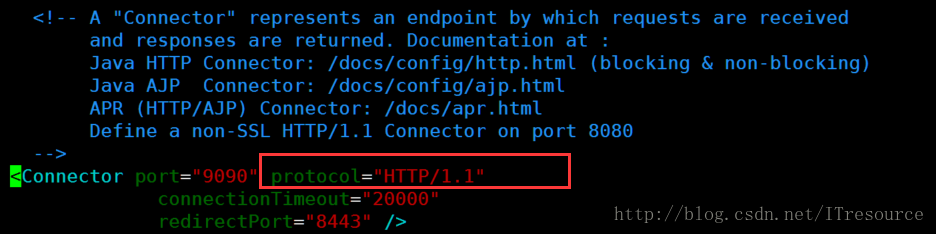 <!-- A "Connector" represents an endpoint by which requests are received
and responses are returned. Documentation at :
Java HTTP Connector: /docs/config/http.html (blocking & non-blocking)
Java AJP  Connector: /docs/config/ajp.html
APR (HTTP/AJP) Connector: /docs/apr.html
Define a non-SSL HTTP/1.1 Connector on port 8080
-->
<Connector port="9090" protocol="HTTP/1.1"
connectionTimeout="20000"
redirectPort="8443" />
http://blog.csdn.net/ITresource